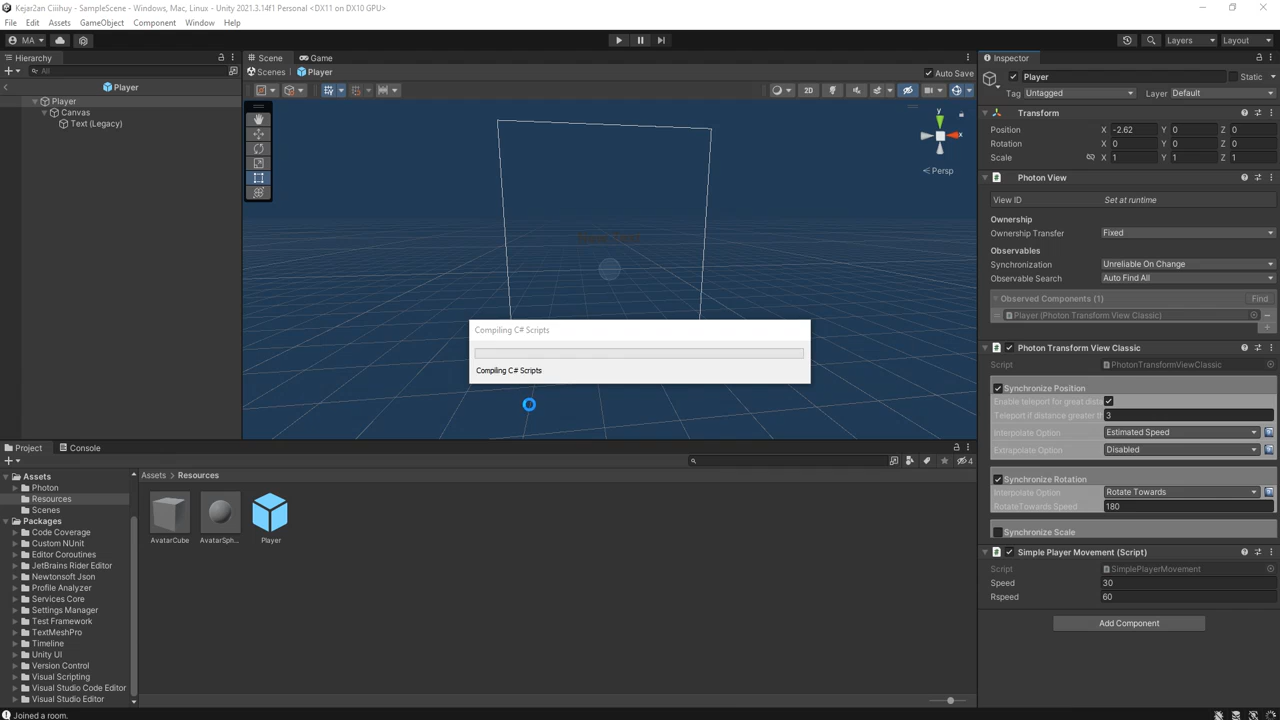 Kejar2an Ciiihuy - SampleScene - Windows, Mac, Linux - Unity 2021.3.14f1 Personal <DX11 on DX10 GPU>
File Edit Assets GameObject Component Window Help
MA Layers Layout
Hierarchy
All
Player
Player
Canvas
Text (Legacy)
Scene Game
Scenes Player Auto Save
2D
y
x
Persp
Compiling C# Scripts
Compiling C# Scripts
Inspector
Player Static
Tag Untagged Layer Default
Transform
Position X -2.62 Y 0 Z 0
Rotation X 0 Y 0 Z 0
Scale X 1 Y 1 Z 1
Photon View
View ID Set at runtime
Ownership
Ownership Transfer Fixed
Observables
Synchronization Unreliable On Change
Observable Search Auto Find All
Observed Components (1) Find
Player (Photon Transform View Classic)
Photon Transform View Classic
Script PhotonTransformViewClassic
Synchronize Position
Enable teleport for great dista
Teleport if distance greater th 3
Interpolate Option Estimated Speed
Extrapolate Option Disabled
Synchronize Rotation
Interpolate Option Rotate Towards
RotateTowards Speed 180
Synchronize Scale
Simple Player Movement (Script)
Script SimplePlayerMovement
Speed 30
Rspeed 60
Add Component
Project Console
4
Assets
Photon
Resources
Scenes
Packages
Code Coverage
Custom NUnit
Editor Coroutines
JetBrains Rider Editor
Newtonsoft Json
Profile Analyzer
Services Core
Settings Manager
Test Framework
TextMeshPro
Timeline
Unity UI
Version Control
Visual Scripting
Visual Studio Code Editor
Visual Studio Editor
Assets Resources
AvatarCube AvatarSph... Player
Joined a room.